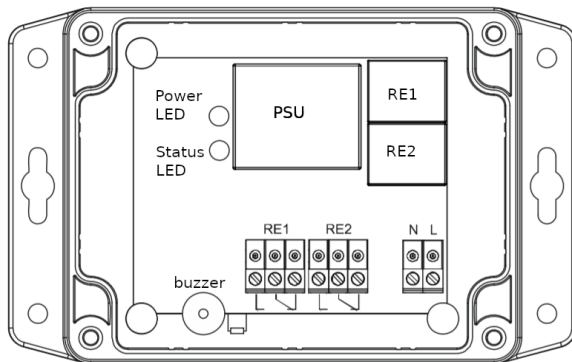 Power
LED
PSU
RE1
Status
LED
RE2
RE1
RE2
N
L
buzzer